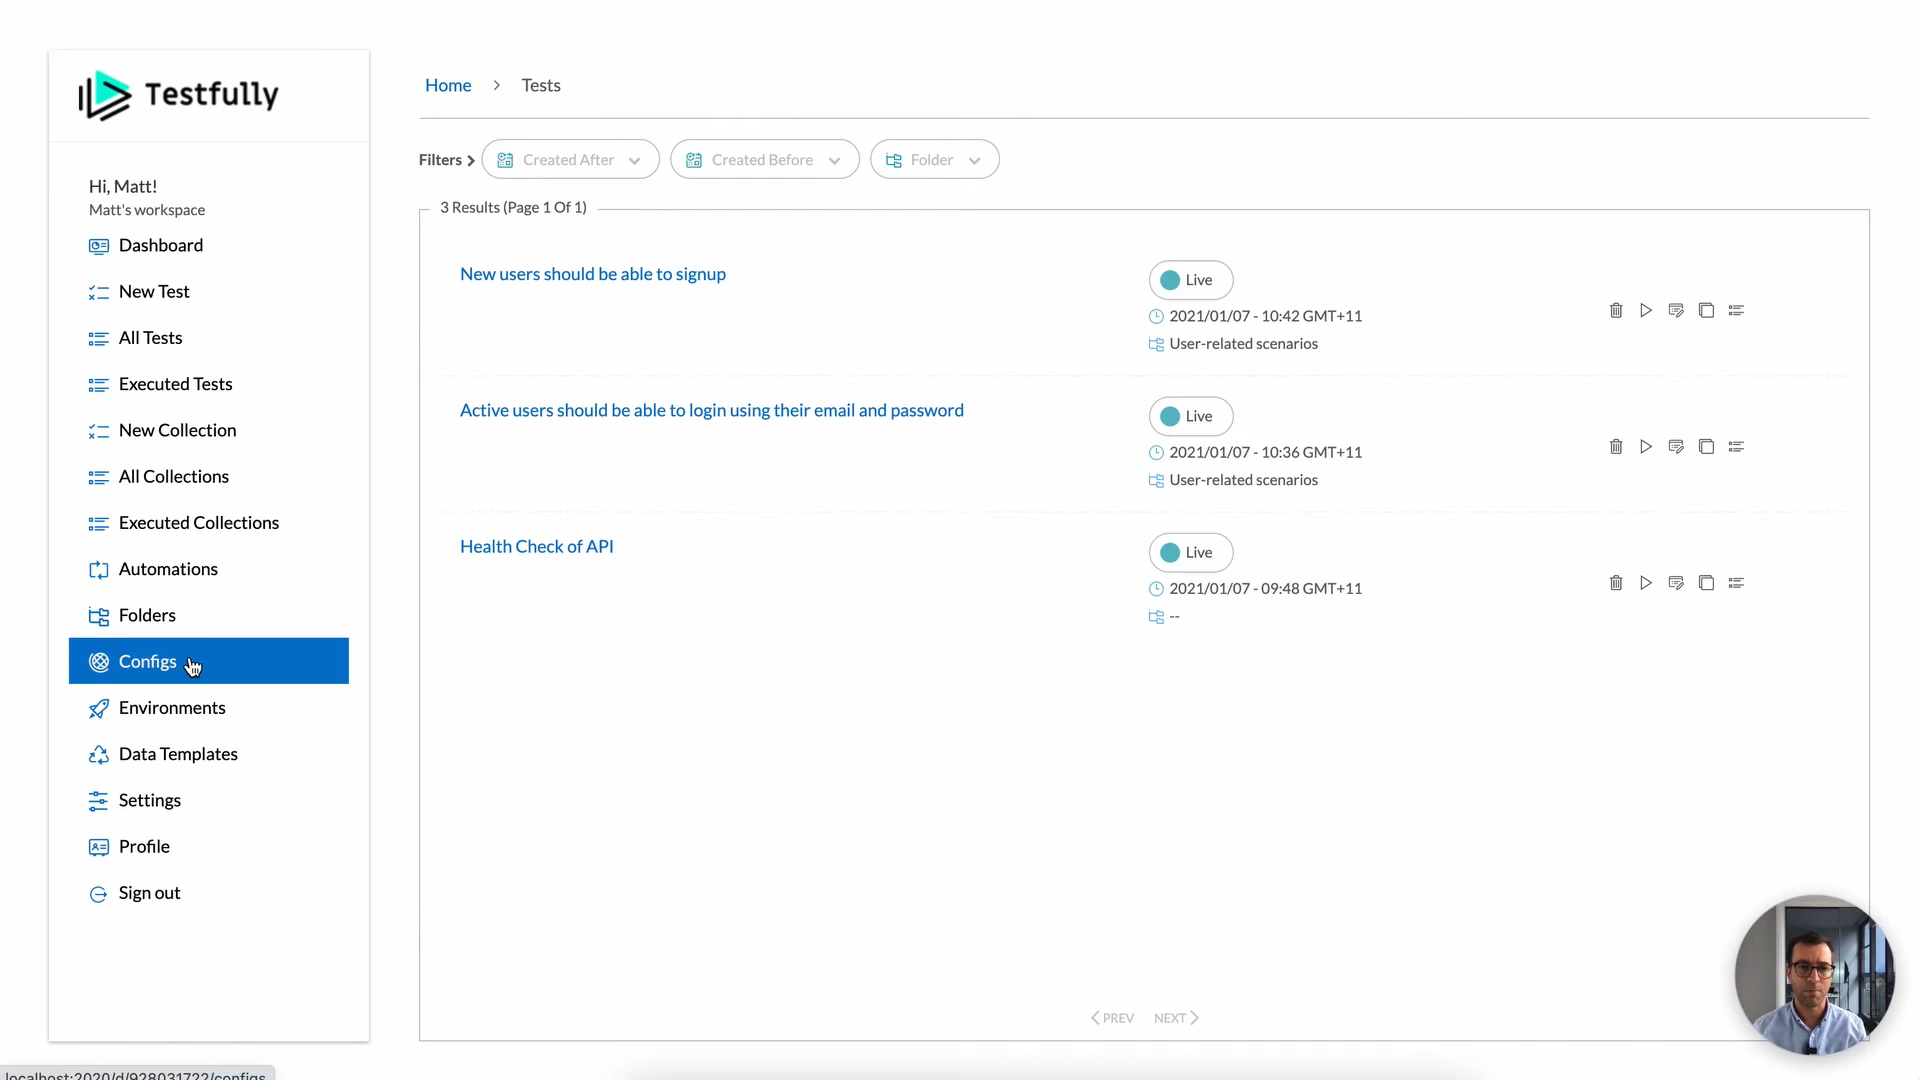 Testfully
Hi, Matt!
Matt's workspace
Dashboard
New Test
All Tests
Executed Tests
New Collection
All Collections
Executed Collections
Automations
Folders
Configs
Environments
Data Templates
Settings
Profile
Sign out
Home > Tests
Filters > Created After Created Before Folder
3 Results (Page 1 Of 1)
New users should be able to signup
Live
2021/01/07 - 10:42 GMT+11
User-related scenarios
Active users should be able to login using their email and password
Live
2021/01/07 - 10:36 GMT+11
User-related scenarios
Health Check of API
Live
2021/01/07 - 09:48 GMT+11
--
PREV NEXT
localhost:2020/d/928031722/configs